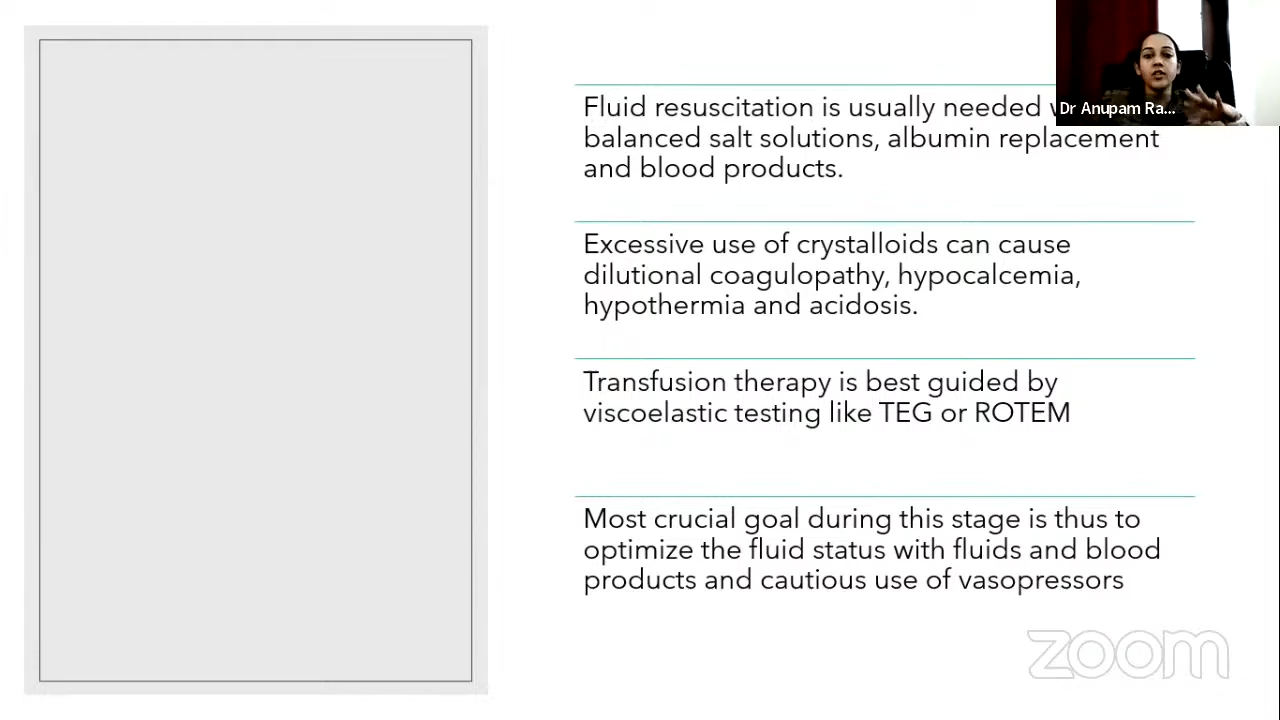 Fluid resuscitation is usually needed
balanced salt solutions, albumin replacement
and blood products.
Excessive use of crystalloids can cause
dilutional coagulopathy, hypocalcemia,
hypothermia and acidosis.
Transfusion therapy is best guided by
viscoelastic testing like TEG or ROTEM
Most crucial goal during this stage is thus to
optimize the fluid status with fluids and blood
products and cautious use of vasopressors
Dr Anupam Ra...
zoom